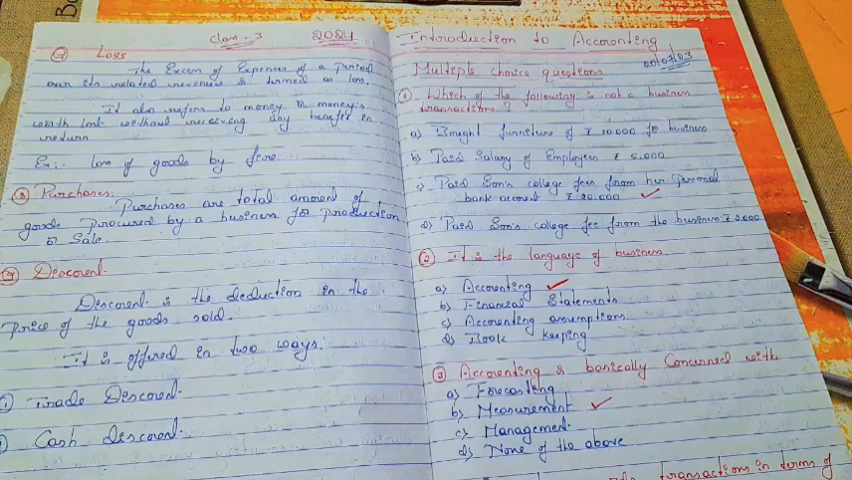 Class - 3 2024
Loss
The Excess of Expenses of a Period
over its related revenues is termed as loss.
It also refers to money or money's
worth lost without receiving any benefit in
return
Ex:- loss of goods by fire.
Purchases.
Purchases are total amount of
goods procured by a business for production
or Sale
Discount.
Discount is the deduction in the
Price of the goods sold.
It is offered in two ways.
Trade Discount.
Cash discount.
Introduction to Accounting
Multiple choice questions
① Which of the following is not a business
transactions?
a) Bought furniture of ₹ 10.000 for business
b) Paid Salary of Employees ₹ 5.000
c) Paid Son's college fees from her personal
bank account ₹ 20.000 ✓
d) Paid Son's college fee from the business ₹ 2000
② It is the language of business.
a) Accounting ✓
b) Financial Statements
c) Accounting assumptions
d) Book keeping
③ Accounting is basically Concerned with
a) Forecasting
b) Measurement ✓
c) Management.
d) None of the above
transactions in terms of